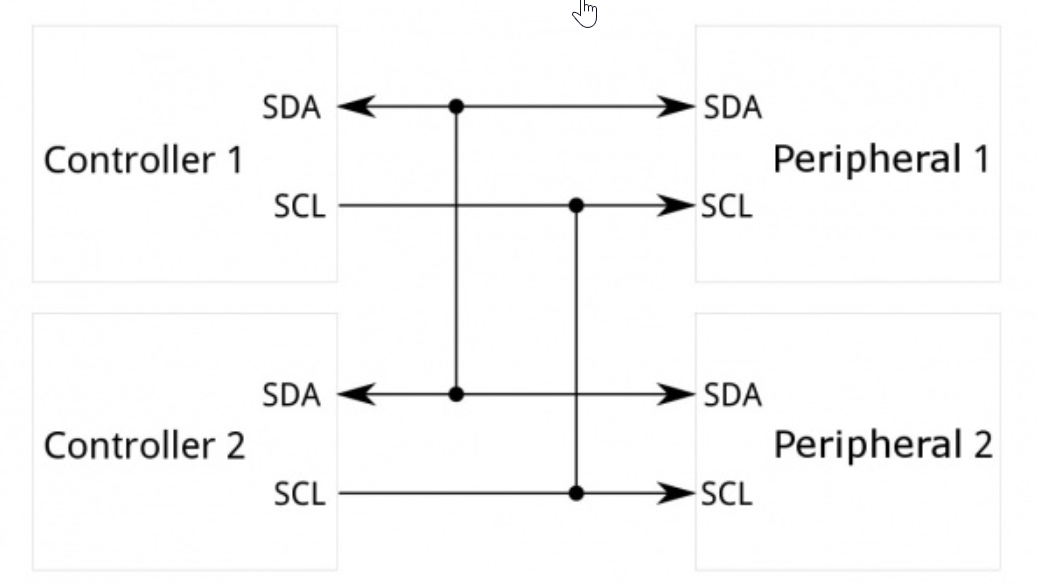 SDA
SDA
Controller 1
Peripheral 1
SCL
SCL
SDA
SDA
Controller 2
Peripheral 2
SCL
SCL